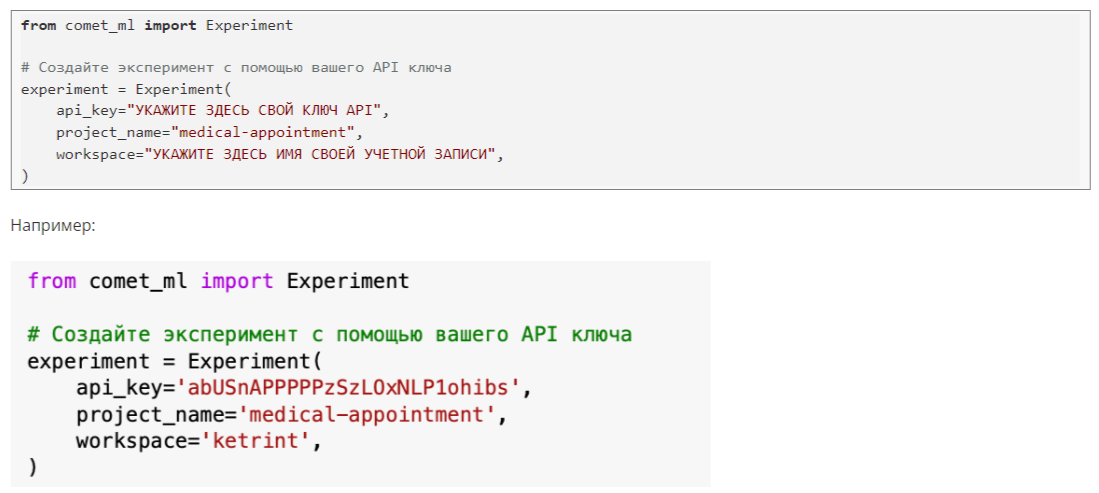 from comet_ml import Experiment
# Создайте эксперимент с помощью вашего API ключа
experiment = Experiment(
    api_key="УКАЖИТЕ ЗДЕСЬ СВОЙ КЛЮЧ API",
    project_name="medical-appointment",
    workspace="УКАЖИТЕ ЗДЕСЬ ИМЯ СВОЕЙ УЧЕТНОЙ ЗАПИСИ",
)
Например:
from comet_ml import Experiment
# Создайте эксперимент с помощью вашего API ключа
experiment = Experiment(
    api_key='abUSnAPPPPPzSzLOxNLP1ohibs',
    project_name='medical-appointment',
    workspace='ketrint',
)